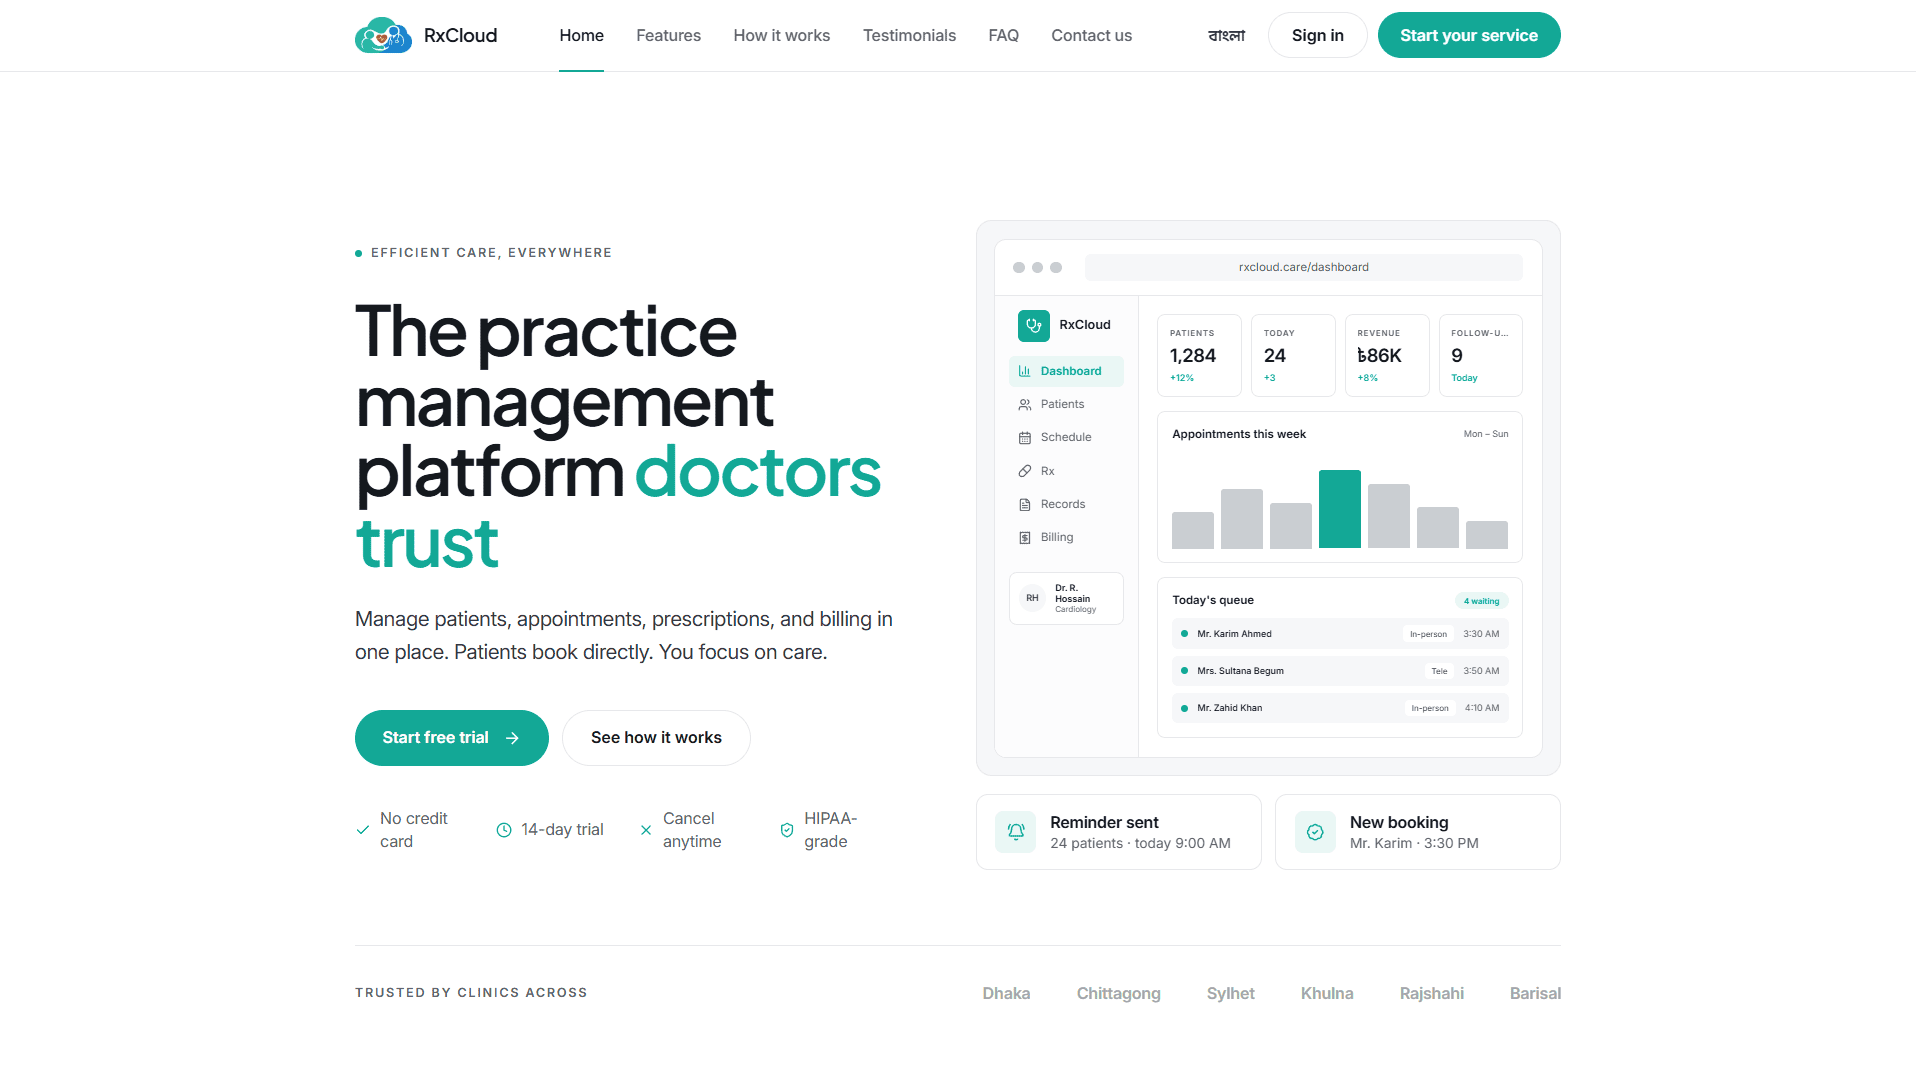 RxCloud
Home
Features
How it works
Testimonials
FAQ
Contact us
বাংলা
Sign in
Start your service
EFFICIENT CARE, EVERYWHERE
The practice
management
platform doctors
trust
Manage patients, appointments, prescriptions, and billing in
one place. Patients book directly. You focus on care.
Start free trial
See how it works
No credit
card
14-day trial
Cancel
anytime
HIPAA-
grade
rxcloud.care/dashboard
RxCloud
Dashboard
Patients
Schedule
Rx
Records
Billing
RH
Dr. R.
Hossain
Cardiology
PATIENTS
1,284
+12%
TODAY
24
+3
REVENUE
৳86K
+8%
FOLLOW-U...
9
Today
Appointments this week
Mon – Sun
Today's queue
4 waiting
Mr. Karim Ahmed
In-person
3:30 AM
Mrs. Sultana Begum
Tele
3:50 AM
Mr. Zahid Khan
In-person
4:10 AM
Reminder sent
24 patients · today 9:00 AM
New booking
Mr. Karim · 3:30 PM
TRUSTED BY CLINICS ACROSS
Dhaka
Chittagong
Sylhet
Khulna
Rajshahi
Barisal